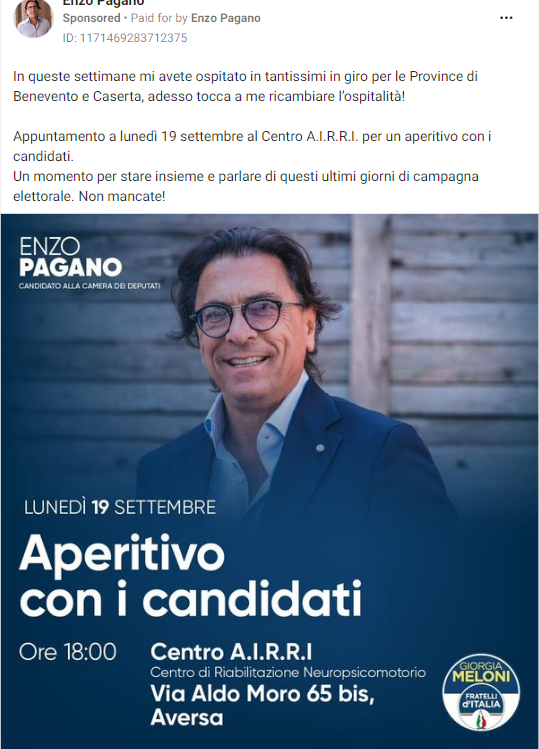 Enzo Pagano
Sponsored • Paid for by Enzo Pagano
ID: 1171469283712375
In queste settimane mi avete ospitato in tantissimi in giro per le Province di
Benevento e Caserta, adesso tocca a me ricambiare l'ospitalità!
Appuntamento a lunedì 19 settembre al Centro A.I.R.R.I. per un aperitivo con i
candidati.
Un momento per stare insieme e parlare di questi ultimi giorni di campagna
elettorale. Non mancate!
ENZO
PAGANO
CANDIDATO ALLA CAMERA DEI DEPUTATI
LUNEDÌ 19 SETTEMBRE
Aperitivo
con i candidati
Ore 18:00
Centro A.I.R.R.I
Centro di Riabilitazione Neuropsicomotorio
Via Aldo Moro 65 bis,
Aversa
GIORGIA
MELONI
FRATELLI
d'ITALIA